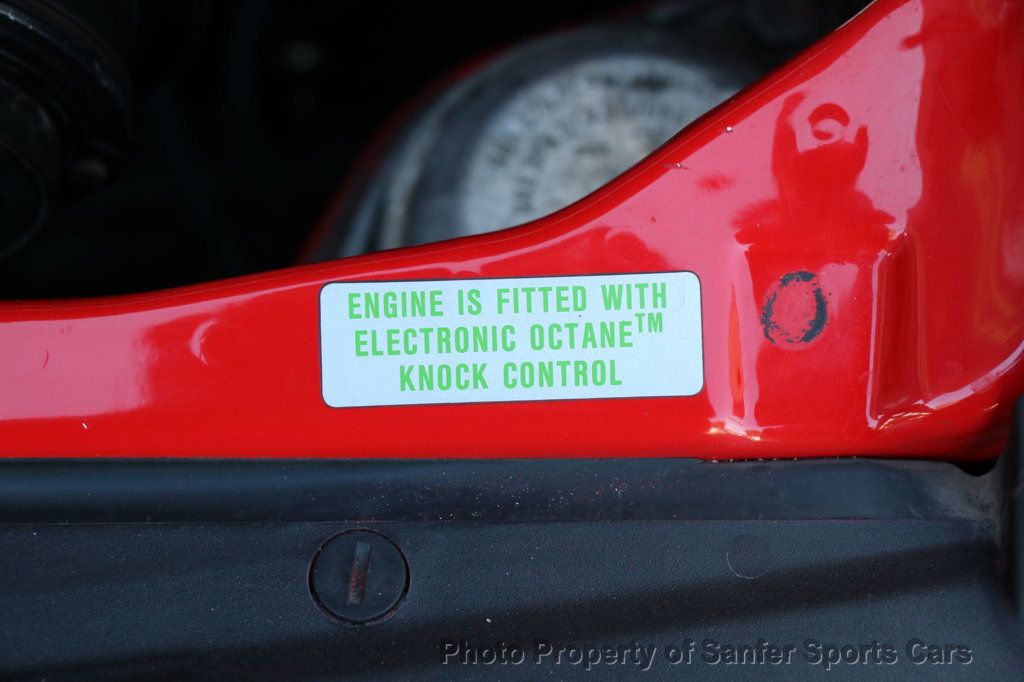 ENGINE IS FITTED WITH
ELECTRONIC OCTANE™
KNOCK CONTROL
Photo Property of Sanfer Sports Cars